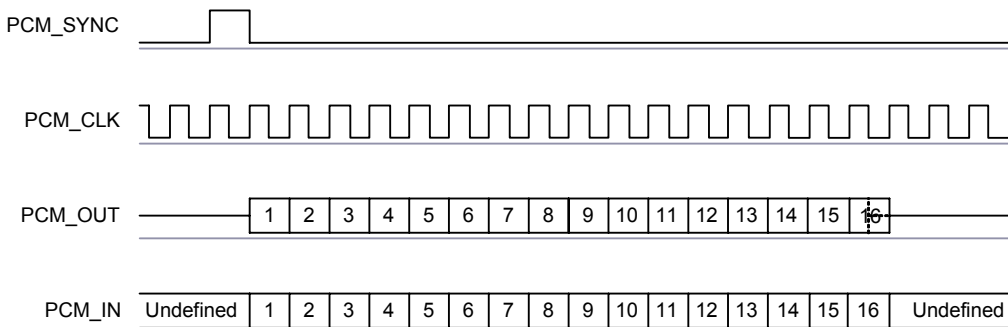 PCM_SYNC
PCM_CLK
PCM_OUT 1 2 3 4 5 6 7 8 9 10 11 12 13 14 15 16
PCM_IN Undefined 1 2 3 4 5 6 7 8 9 10 11 12 13 14 15 16 Undefined